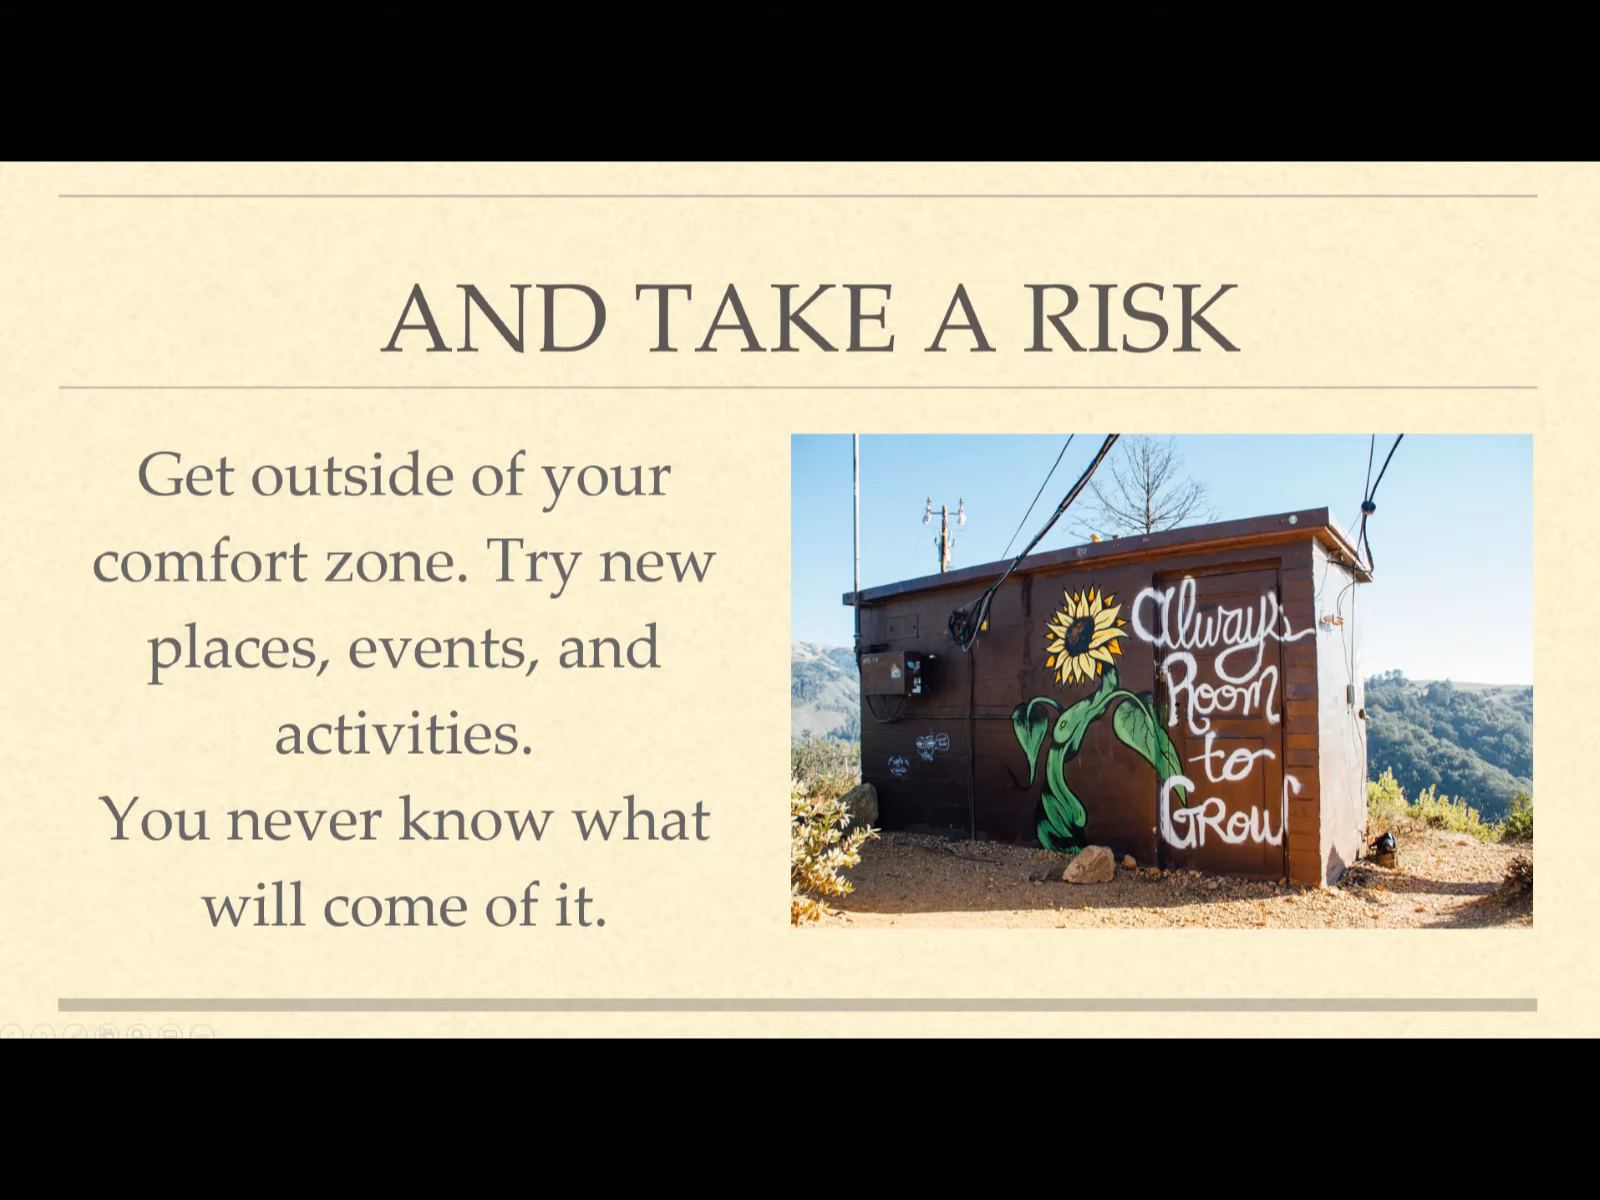 AND TAKE A RISK
Get outside of your
comfort zone. Try new
places, events, and
activities.
You never know what
will come of it.
Always
Room
to
GRow